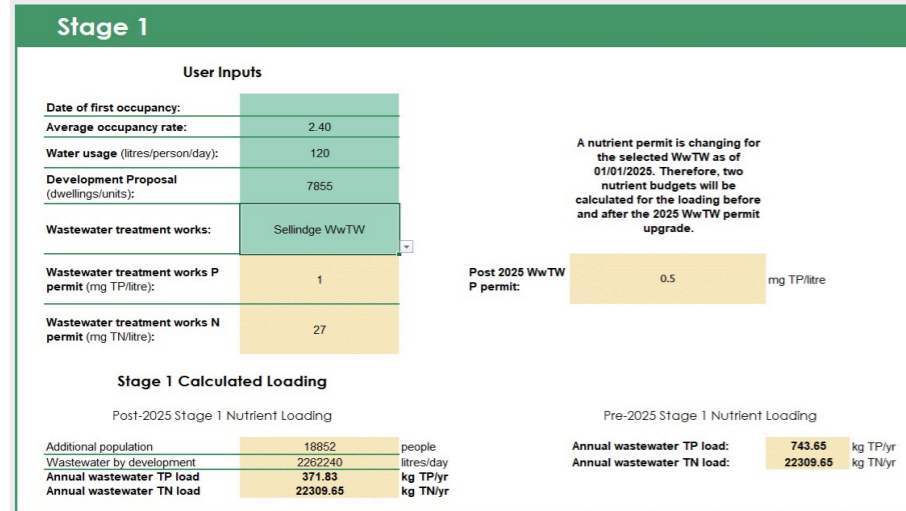 Stage 1
User Inputs
Date of first occupancy:
Average occupancy rate: 2.40
Water usage (litres/person/day): 120
Development Proposal
(dwellings/units): 7855
Wastewater treatment works: Sellindge WwTW
Wastewater treatment works P
permit (mg TP/litre): 1
Wastewater treatment works N
permit (mg TN/litre): 27
A nutrient permit is changing for
the selected WwTW as of
01/01/2025. Therefore, two
nutrient budgets will be
calculated for the loading before
and after the 2025 WwTW permit
upgrade.
Post 2025 WwTW
P permit: 0.5 mg TP/litre
Stage 1 Calculated Loading
Post-2025 Stage 1 Nutrient Loading
Additional population 18852 people
Wastewater by development 2262240 litres/day
Annual wastewater TP load 371.83 kg TP/yr
Annual wastewater TN load 22309.65 kg TN/yr
Pre-2025 Stage 1 Nutrient Loading
Annual wastewater TP load: 743.65 kg TP/yr
Annual wastewater TN load: 22309.65 kg TN/yr